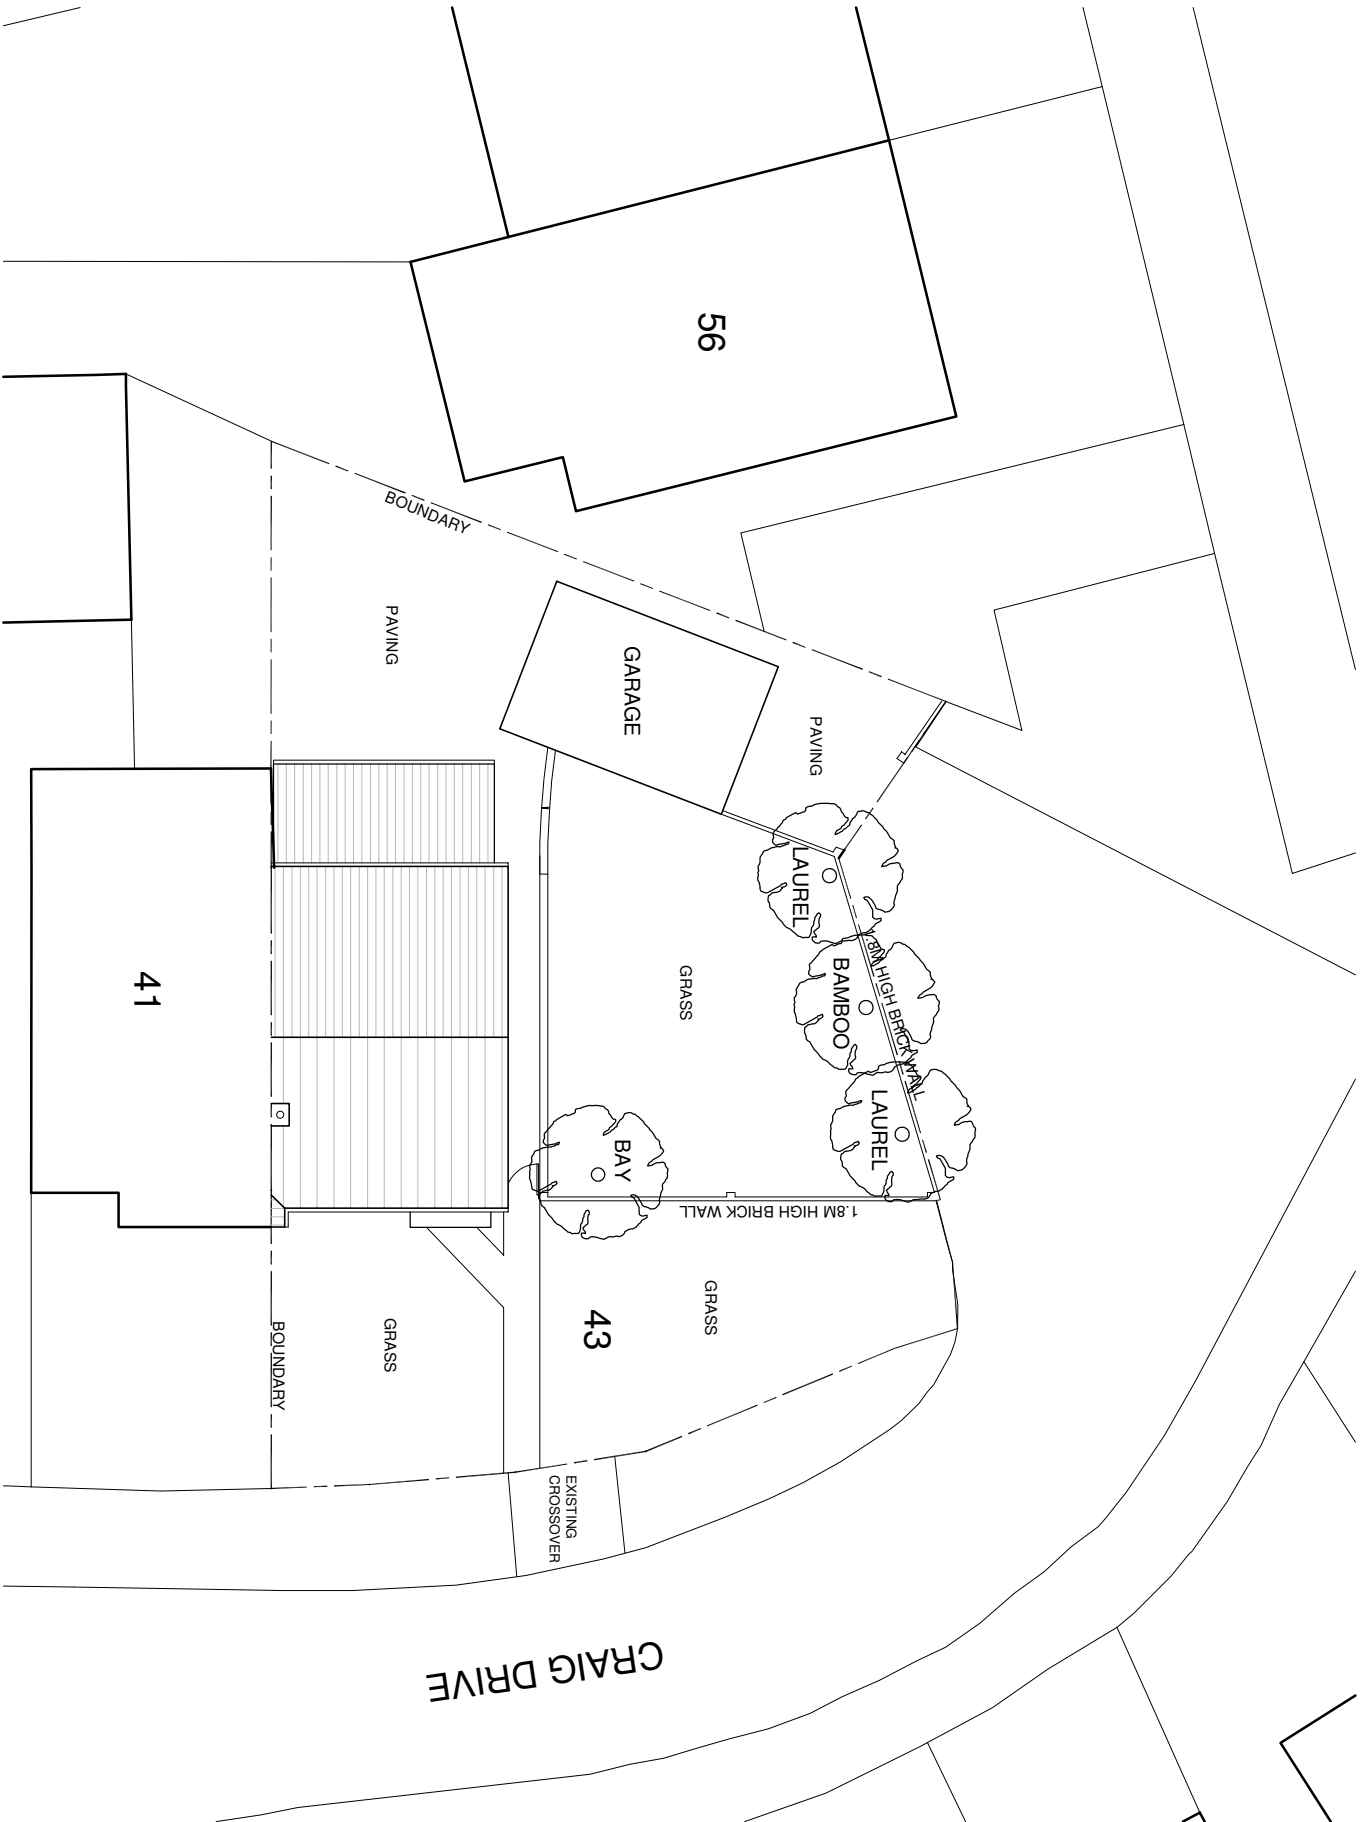 56
BOUNDARY
PAVING
GARAGE
PAVING
LAUREL
.8M HIGH BRICK WALL
BAMBOO
GRASS
41
LAUREL
BAY
1.8M HIGH BRICK WALL
GRASS
43
GRASS
BOUNDARY
EXISTING
CROSSOVER
CRAIG DRIVE